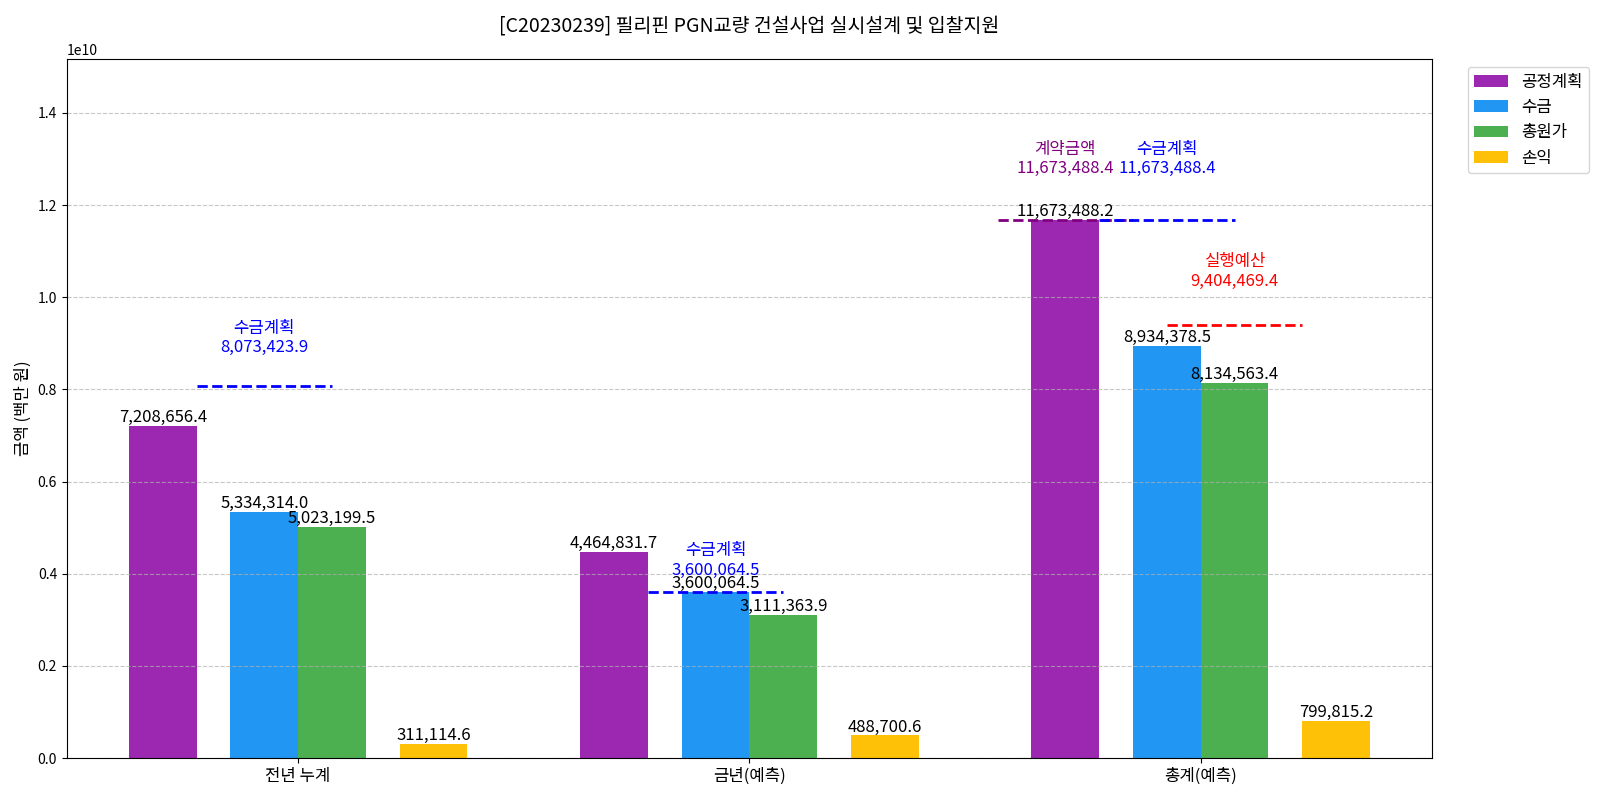 [C20230239] 필리핀 PGN교량 건설사업 실시설계 및 입찰지원
1e10
공정계획
수금
총원가
손익
1.4
1.2
1.0
0.8
0.6
0.4
0.2
0.0
금액 (백만 원)
계약금액
11,673,488.4
수금계획
11,673,488.4
11,673,488.2
실행예산
9,404,469.4
8,934,378.5
8,134,563.4
799,815.2
수금계획
8,073,423.9
7,208,656.4
5,334,314.0
5,023,199.5
311,114.6
4,464,831.7
수금계획
3,600,064.5
3,600,064.5
3,111,363.9
488,700.6
전년 누계
금년(예측)
총계(예측)